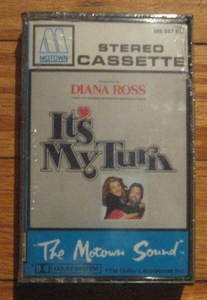 STEREO
CASSETTE
MOTOWN
DIANA ROSS
It's
My Turn
"The Motown Sound"